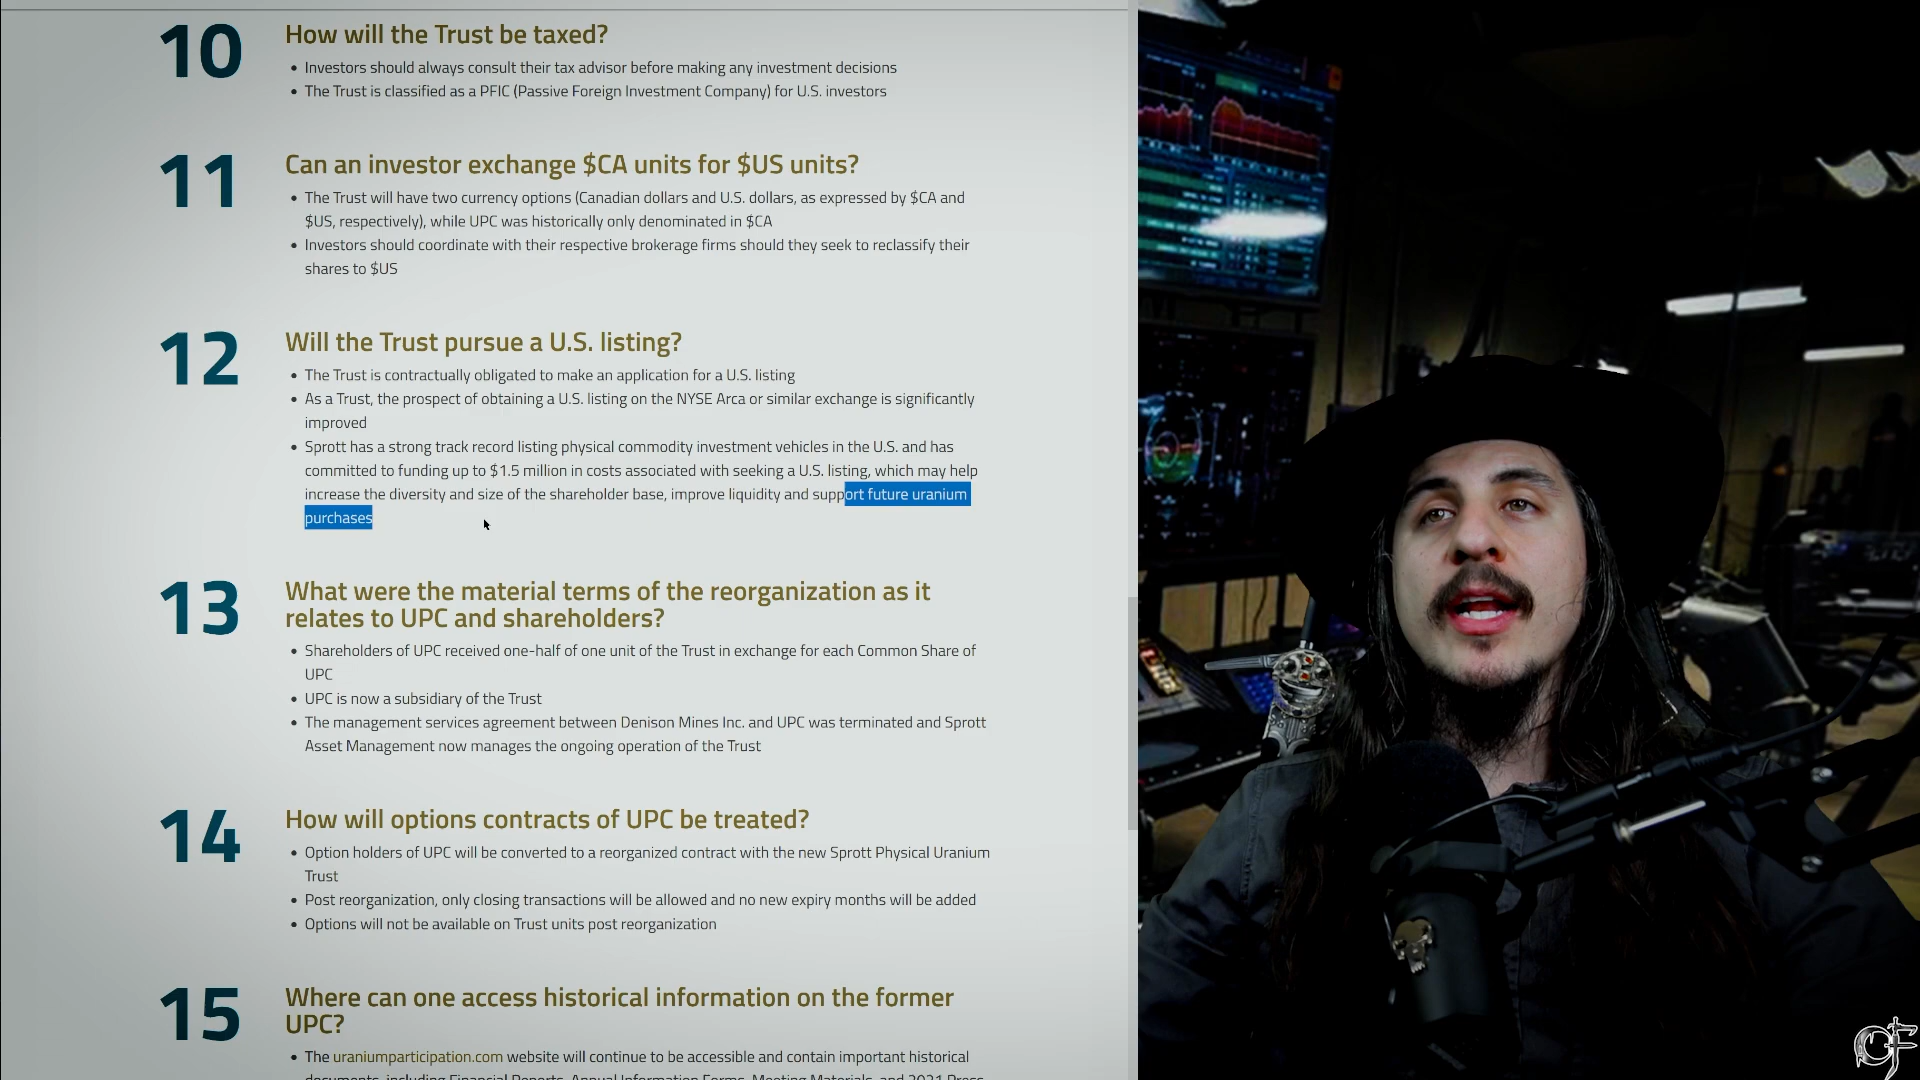 10 How will the Trust be taxed?
• Investors should always consult their tax advisor before making any investment decisions
• The Trust is classified as a PFIC (Passive Foreign Investment Company) for U.S. investors
11 Can an investor exchange $CA units for $US units?
• The Trust will have two currency options (Canadian dollars and U.S. dollars, as expressed by $CA and
$US, respectively), while UPC was historically only denominated in $CA
• Investors should coordinate with their respective brokerage firms should they seek to reclassify their
shares to $US
12 Will the Trust pursue a U.S. listing?
• The Trust is contractually obligated to make an application for a U.S. listing
• As a Trust, the prospect of obtaining a U.S. listing on the NYSE Arca or similar exchange is significantly
improved
• Sprott has a strong track record listing physical commodity investment vehicles in the U.S. and has
committed to funding up to $1.5 million in costs associated with seeking a U.S. listing, which may help
increase the diversity and size of the shareholder base, improve liquidity and support future uranium
purchases
13 What were the material terms of the reorganization as it
relates to UPC and shareholders?
• Shareholders of UPC received one-half of one unit of the Trust in exchange for each Common Share of
UPC
• UPC is now a subsidiary of the Trust
• The management services agreement between Denison Mines Inc. and UPC was terminated and Sprott
Asset Management now manages the ongoing operation of the Trust
14 How will options contracts of UPC be treated?
• Option holders of UPC will be converted to a reorganized contract with the new Sprott Physical Uranium
Trust
• Post reorganization, only closing transactions will be allowed and no new expiry months will be added
• Options will not be available on Trust units post reorganization
15 Where can one access historical information on the former
UPC?
• The uraniumparticipation.com website will continue to be accessible and contain important historical
documents, including Financial Reports, Annual Information Forms, Meeting Materials, and 2021 Press